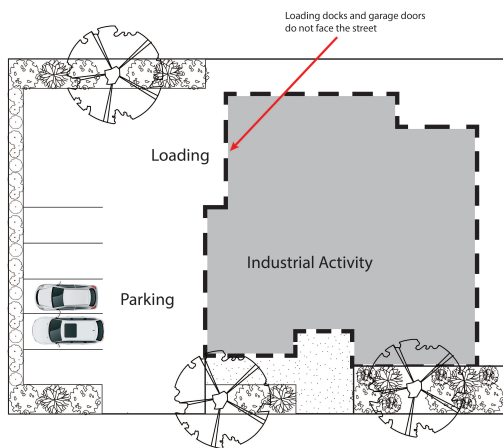 Loading docks and garage doors
do not face the street
Loading
Industrial Activity
Parking